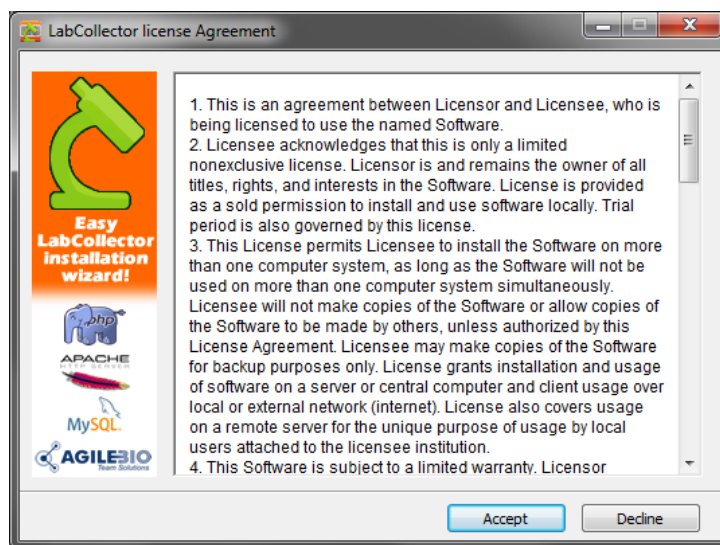 LabCollector license Agreement
Easy
LabCollector
installation
wizard!
php
APACHE
HTTP SERVER
MySQL
AGILEBIO
Team Solutions
1. This is an agreement between Licensor and Licensee, who is
being licensed to use the named Software.
2. Licensee acknowledges that this is only a limited
nonexclusive license. Licensor is and remains the owner of all
titles, rights, and interests in the Software. License is provided
as a sold permission to install and use software locally. Trial
period is also governed by this license.
3. This License permits Licensee to install the Software on more
than one computer system, as long as the Software will not be
used on more than one computer system simultaneously.
Licensee will not make copies of the Software or allow copies of
the Software to be made by others, unless authorized by this
License Agreement. Licensee may make copies of the Software
for backup purposes only. License grants installation and usage
of software on a server or central computer and client usage over
local or external network (internet). License also covers usage
on a remote server for the unique purpose of usage by local
users attached to the licensee institution.
4. This Software is subject to a limited warranty. Licensor
Accept
Decline